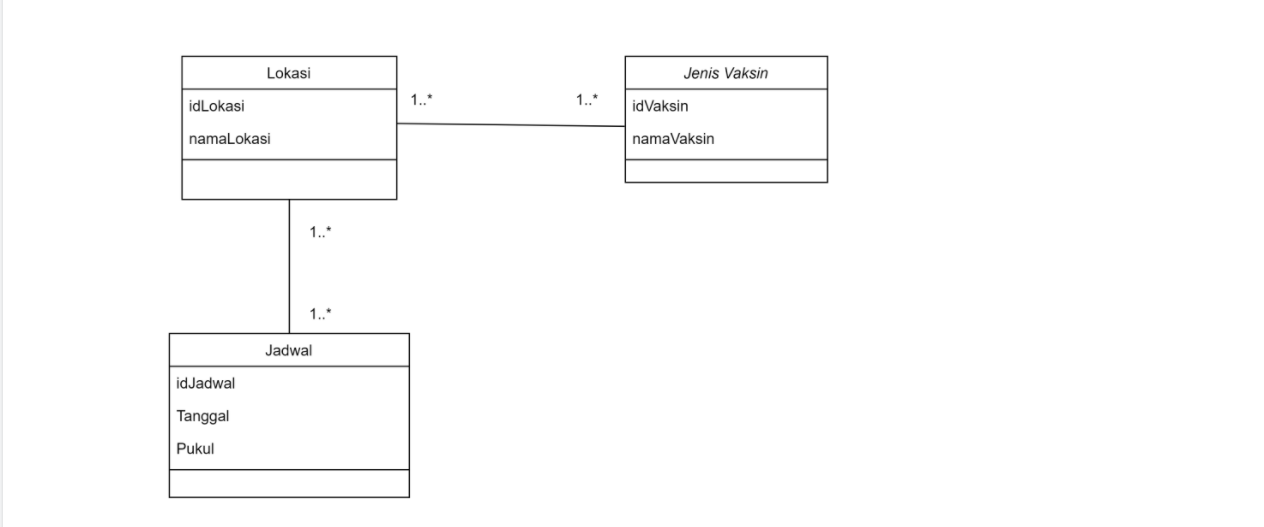 Lokasi
idLokasi
namaLokasi
1..*
1..*
Jenis Vaksin
idVaksin
namaVaksin
1..*
1..*
Jadwal
idJadwal
Tanggal
Pukul